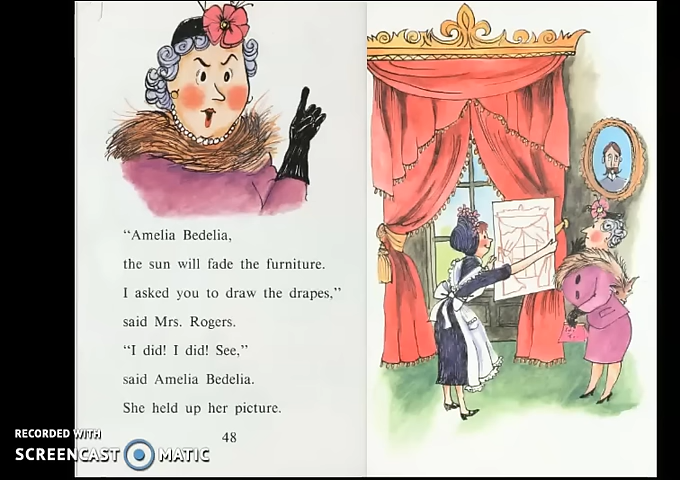 “Amelia Bedelia,
the sun will fade the furniture.
I asked you to draw the drapes,”
said Mrs. Rogers.
“I did! I did! See,”
said Amelia Bedelia.
She held up her picture.
48
RECORDED WITH
SCREENCAST MATIC